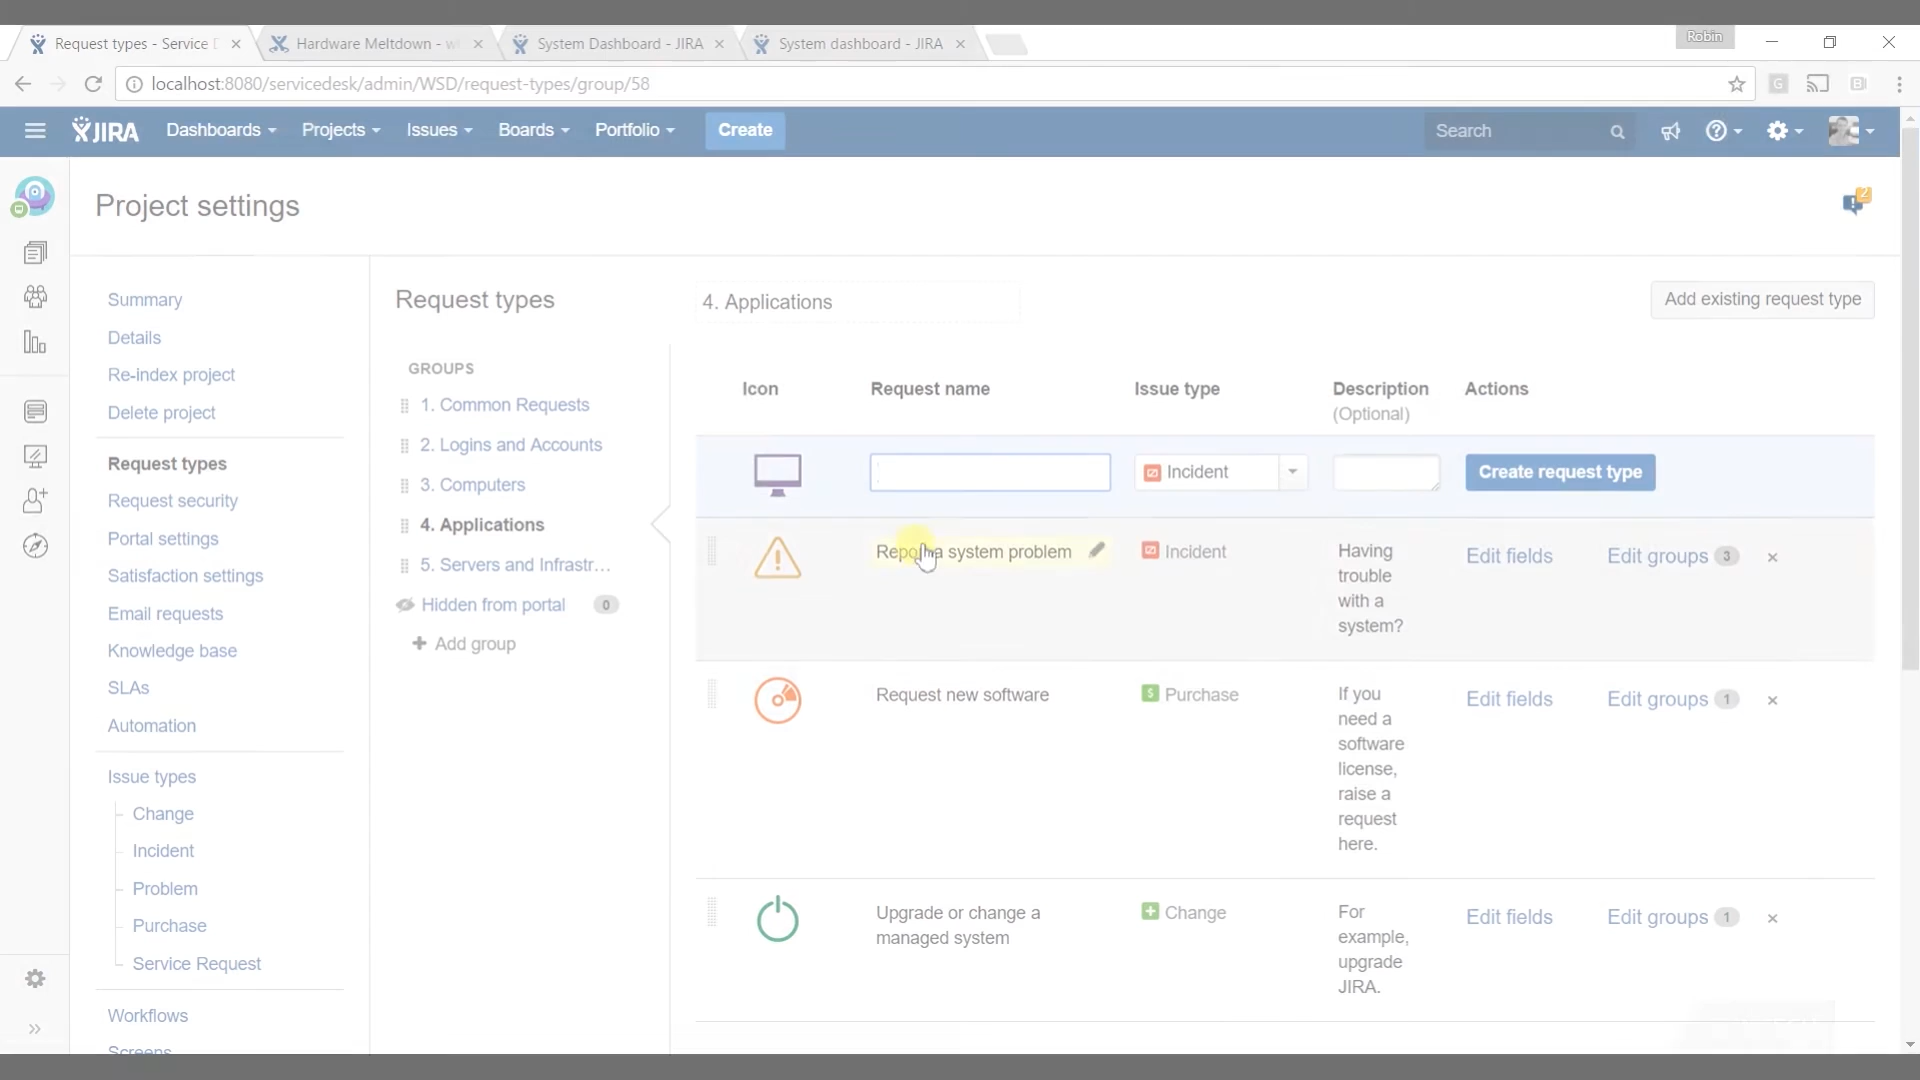 Request types - Service D
Hardware Meltdown - w
System Dashboard - JIRA
System dashboard - JIRA
Robin
localhost:8080/servicedesk/admin/WSD/request-types/group/58
JIRA
Dashboards
Projects
Issues
Boards
Portfolio
Create
Search
Project settings
2
Summary
Details
Re-index project
Delete project
Request types
Request security
Portal settings
Satisfaction settings
Email requests
Knowledge base
SLAs
Automation
Issue types
Change
Incident
Problem
Purchase
Service Request
Workflows
Screens
Request types
GROUPS
1. Common Requests
2. Logins and Accounts
3. Computers
4. Applications
5. Servers and Infrastr...
Hidden from portal 0
Add group
4. Applications
Add existing request type
Icon
Request name
Issue type
Description
(Optional)
Actions
Incident
Create request type
Report a system problem
Incident
Having
trouble
with a
system?
Edit fields
Edit groups 3
Request new software
Purchase
If you
need a
software
license,
raise a
request
here.
Edit fields
Edit groups 1
Upgrade or change a
managed system
Change
For
example,
upgrade
JIRA.
Edit fields
Edit groups 1